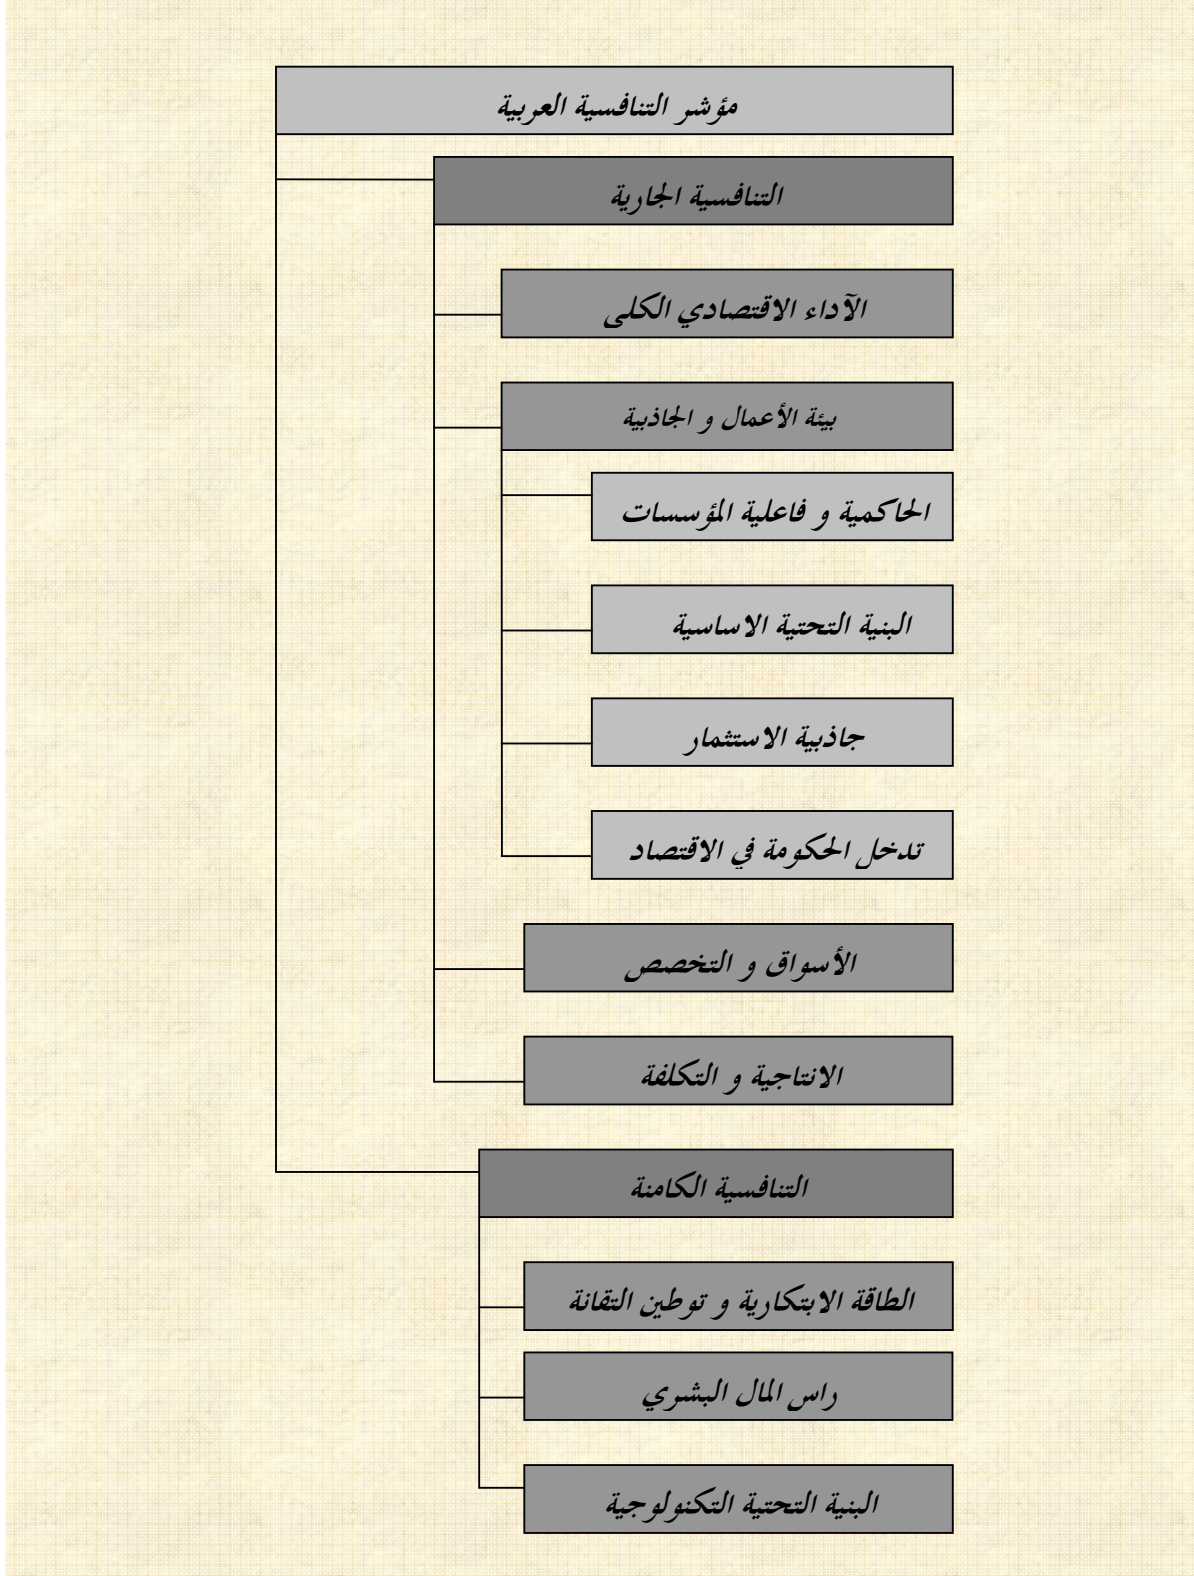 مؤشر التنافسية العربية
التنافسية الجارية
الآداء الاقتصادي الكلى
بيئة الأعمال و الجاذبية
الحاكمية و فاعلية المؤسسات
البنية التحتية الاساسية
جاذبية الاستثمار
تدخل الحكومة في الاقتصاد
الأسواق و التخصص
الانتاجية و التكلفة
التنافسية الكامنة
الطاقة الابتكارية و توطين التقانة
راس المال البشري
البنية التحتية التكنولوجية